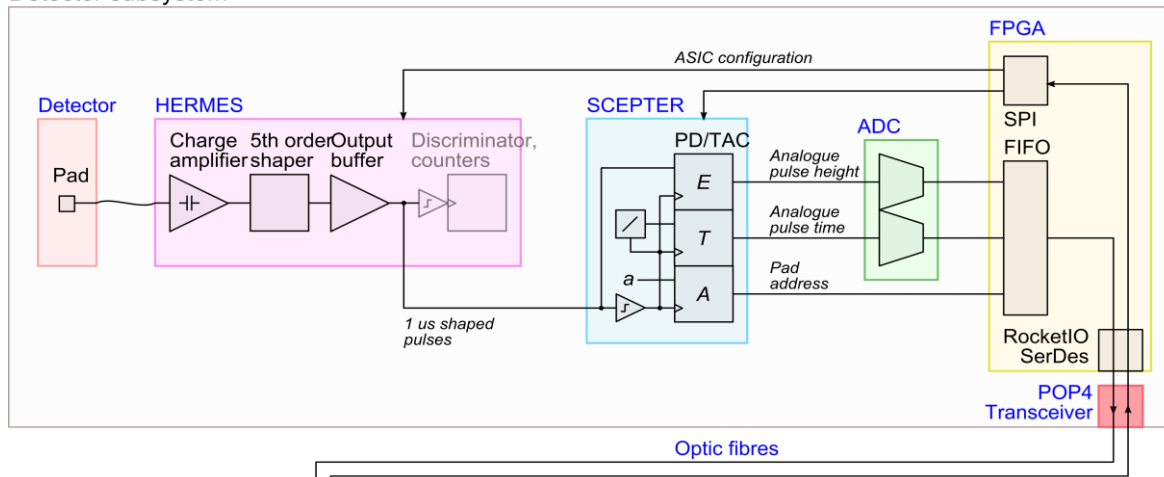 FPGA
ASIC configuration
Detector
HERMES
SCEPTER
SPI
ADC
Charge
amplifier
5th order
shaper
Output
buffer
Discriminator,
counters
PD/TAC
FIFO
Pad
Analogue
pulse height
E
Analogue
pulse time
T
Pad
address
a
A
1 us shaped
pulses
RocketIO
SerDes
POP4
Transceiver
Optic fibres